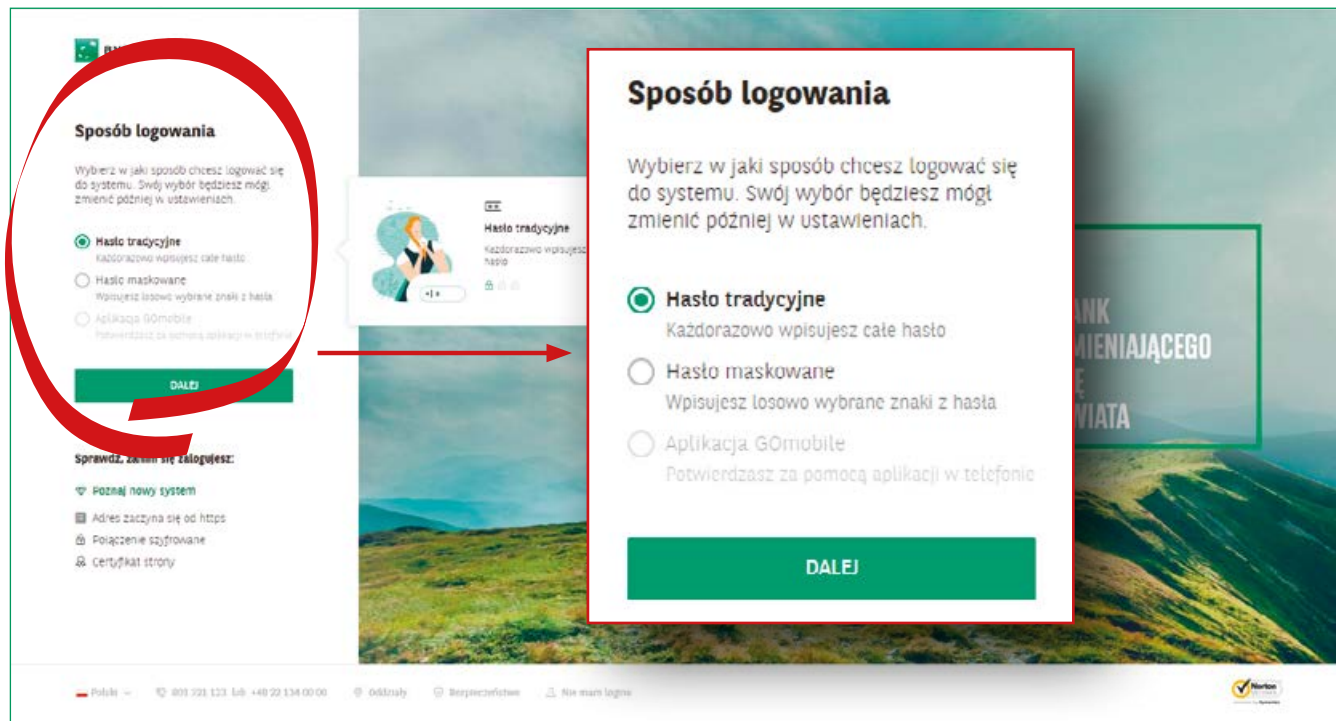 Sposób logowania
Wybierz w jaki sposób chcesz logować się
do systemu. Swój wybór będziesz mógł
zmienić później w ustawieniach.
Hasło tradycyjne
Każdorazowo wpisujesz całe hasło
Hasło maskowane
Wpisujesz losowo wybrane znaki z hasła
Aplikacja GOmobile
Potwierdzasz za pomocą aplikacji w telefonie
DALEJ
Sprawdź, zanim się zalogujesz:
Poznaj nowy system
Adres zaczyna się od https
Połączenie szyfrowane
Certyfikat strony
Hasło tradycyjne
Każdorazowo wpisujesz
hasło
Sposób logowania
Wybierz w jaki sposób chcesz logować się
do systemu. Swój wybór będziesz mógł
zmienić później w ustawieniach.
Hasło tradycyjne
Każdorazowo wpisujesz całe hasło
Hasło maskowane
Wpisujesz losowo wybrane znaki z hasła
Aplikacja GOmobile
Potwierdzasz za pomocą aplikacji w telefonie
DALEJ
ANK
MIENIAJĄCEGO
Ę
WIATA
Polski
801 321 123 lub +48 22 134 00 00
Oddziały
Bezpieczeństwo
Nie mam loginu
Norton